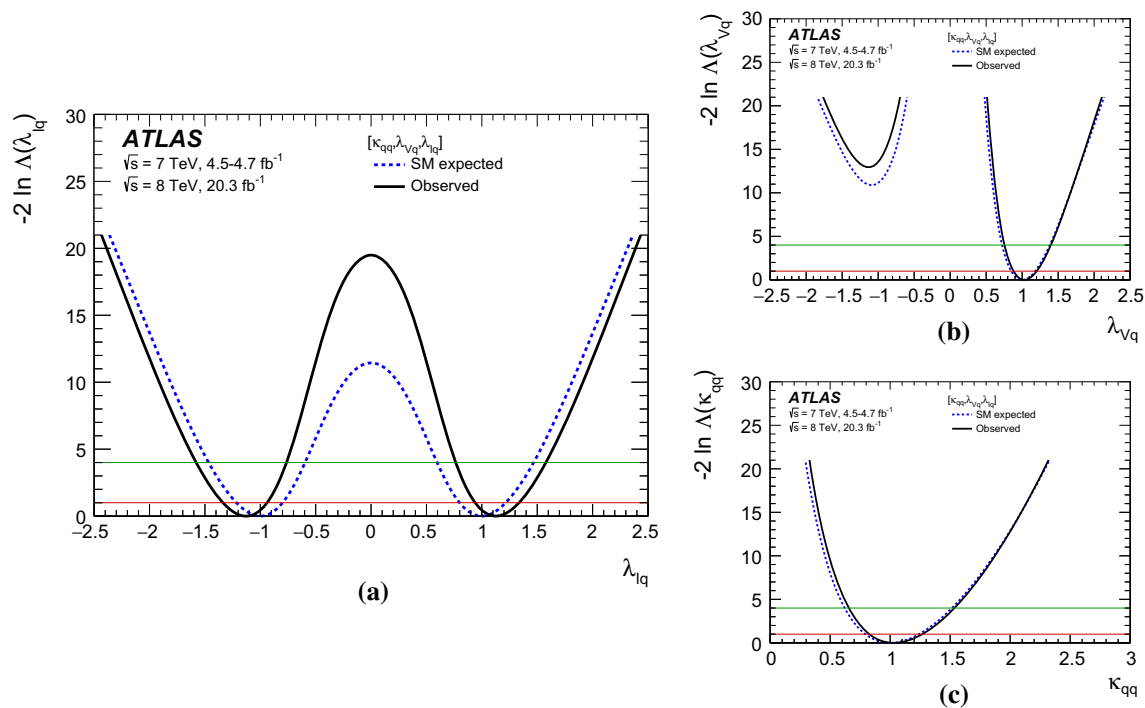 -2 ln Λ(λlq)
30
25
20
15
10
5
0
ATLAS
√s = 7 TeV, 4.5-4.7 fb-1
√s = 8 TeV, 20.3 fb-1
[κqq,λVq,λlq]
SM expected
Observed
−2.5 −2 −1.5 −1 −0.5 0 0.5 1 1.5 2 2.5
λlq
(a)
-2 ln Λ(λVq)
30
25
20
15
10
5
0
ATLAS
√s = 7 TeV, 4.5-4.7 fb-1
√s = 8 TeV, 20.3 fb-1
[κqq,λVq,λlq]
SM expected
Observed
−2.5 −2 −1.5 −1 −0.5 0 0.5 1 1.5 2 2.5
λVq
(b)
-2 ln Λ(κqq)
30
25
20
15
10
5
0
ATLAS
√s = 7 TeV, 4.5-4.7 fb-1
√s = 8 TeV, 20.3 fb-1
[κqq,λVq,λlq]
SM expected
Observed
0 0.5 1 1.5 2 2.5 3
κqq
(c)